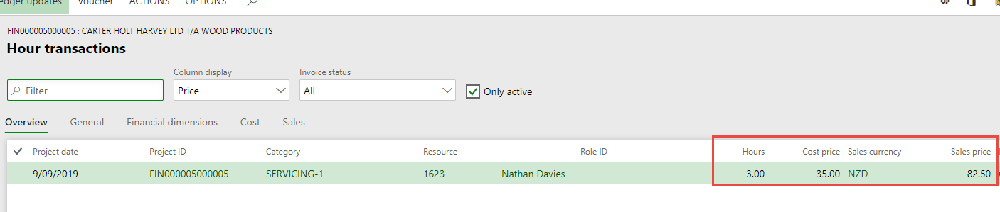 edger updates Voucher ACTIONS OPTIONS
FIN000005000005 : CARTER HOLT HARVEY LTD T/A WOOD PRODUCTS
Hour transactions
Column display Invoice status
Filter Price All Only active
Overview General Financial dimensions Cost Sales
Project date Project ID Category Resource Role ID Hours Cost price Sales currency Sales price
9/09/2019 FIN000005000005 SERVICING-1 1623 Nathan Davies 3.00 35.00 NZD 82.50